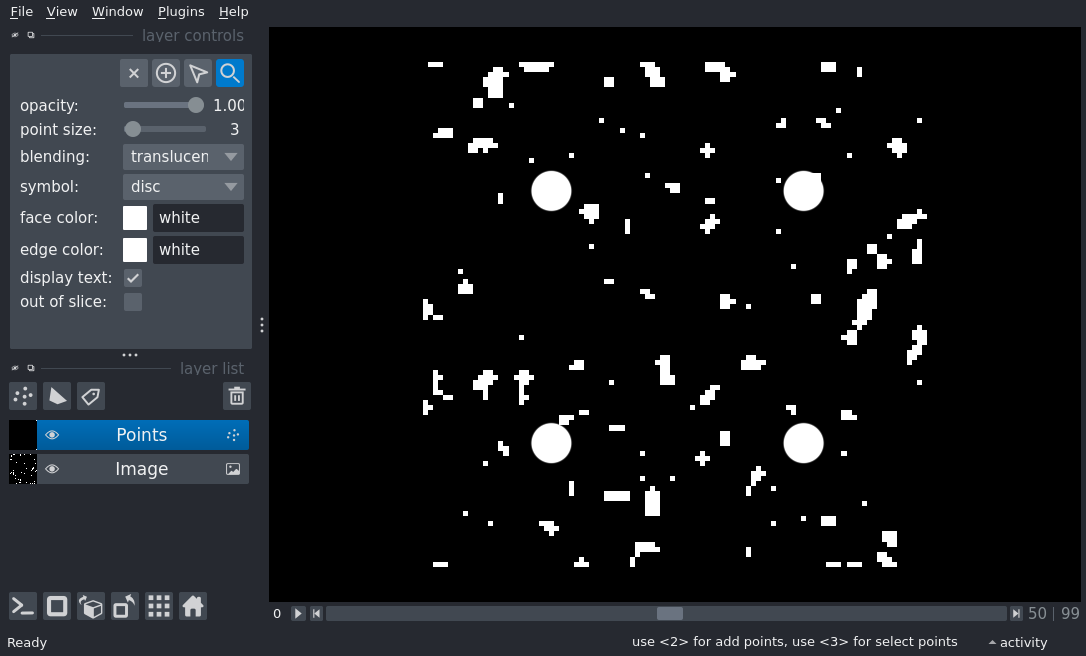 File View Window Plugins Help
layer controls
opacity: 1.00
point size: 3
blending: translucen
symbol: disc
face color: white
edge color: white
display text:
out of slice:
layer list
Points
Image
0 50 | 99
Ready use <2> for add points, use <3> for select points activity